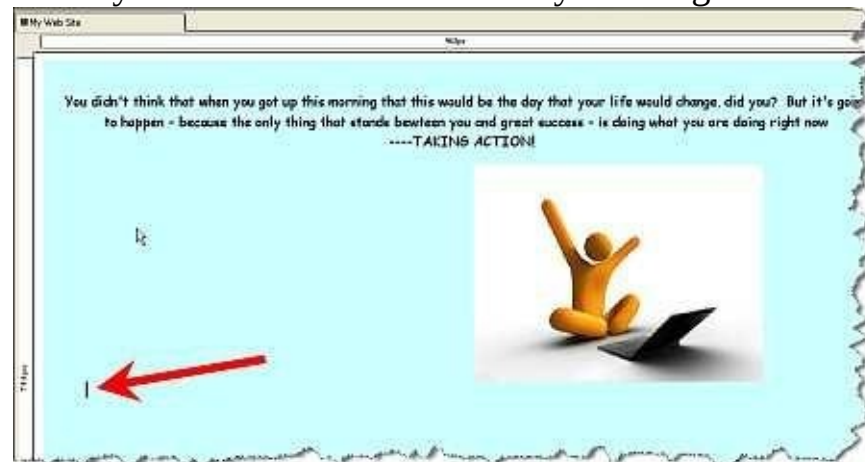 My Web Site
You didn't think that when you got up this morning that this would be the day that your life would change, did you? But it's
to happen - because the only thing that stands bewteen you and great success - is doing what you are doing right now
----TAKING ACTION!